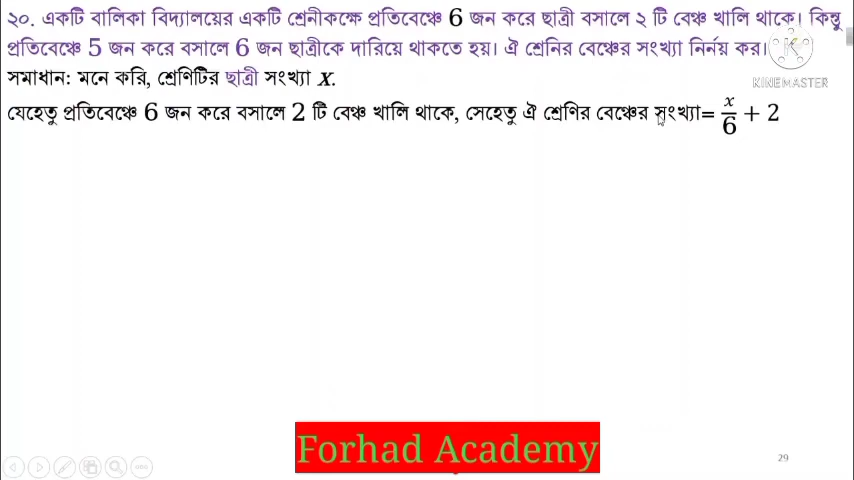 ২০. একটি বালিকা বিদ্যালয়ের একটি শ্রেনীকক্ষে প্রতিবেঞ্চে 6 জন করে ছাত্রী বসালে ২ টি বেঞ্চ খালি থাকে। কিন্তু
প্রতিবেঞ্চে 5 জন করে বসালে 6 জন ছাত্রীকে দারিয়ে থাকতে হয়। ঐ শ্রেনির বেঞ্চের সংখ্যা নির্নয় কর।
সমাধান: মনে করি, শ্রেণিটির ছাত্রী সংখ্যা x.
যেহেতু প্রতিবেঞ্চে 6 জন করে বসালে 2 টি বেঞ্চ খালি থাকে, সেহেতু ঐ শ্রেণির বেঞ্চের সংখ্যা= x/6 + 2
K
KINEMASTER
Forhad Academy
29